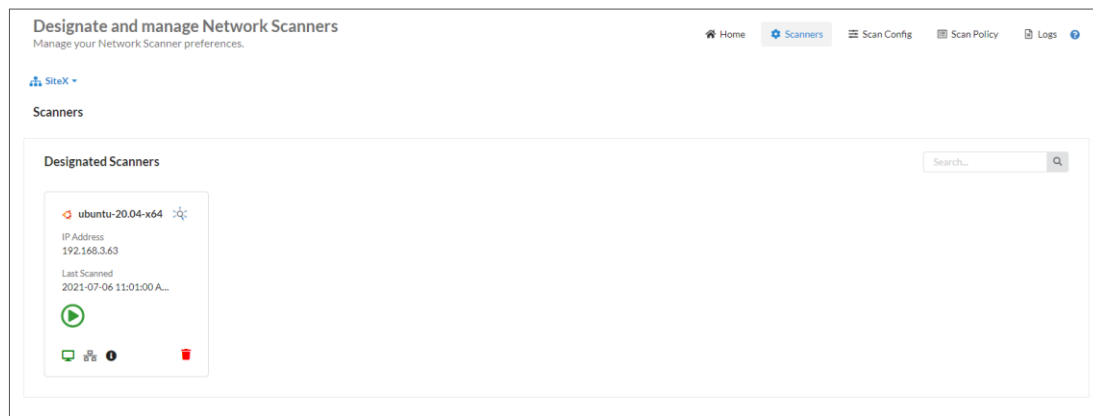 Designate and manage Network Scanners
Manage your Network Scanner preferences.
Home Scanners Scan Config Scan Policy Logs
SiteX
Scanners
Designated Scanners
Search...
ubuntu-20.04-x64
IP Address
192.168.3.63
Last Scanned
2021-07-06 11:01:00 A...